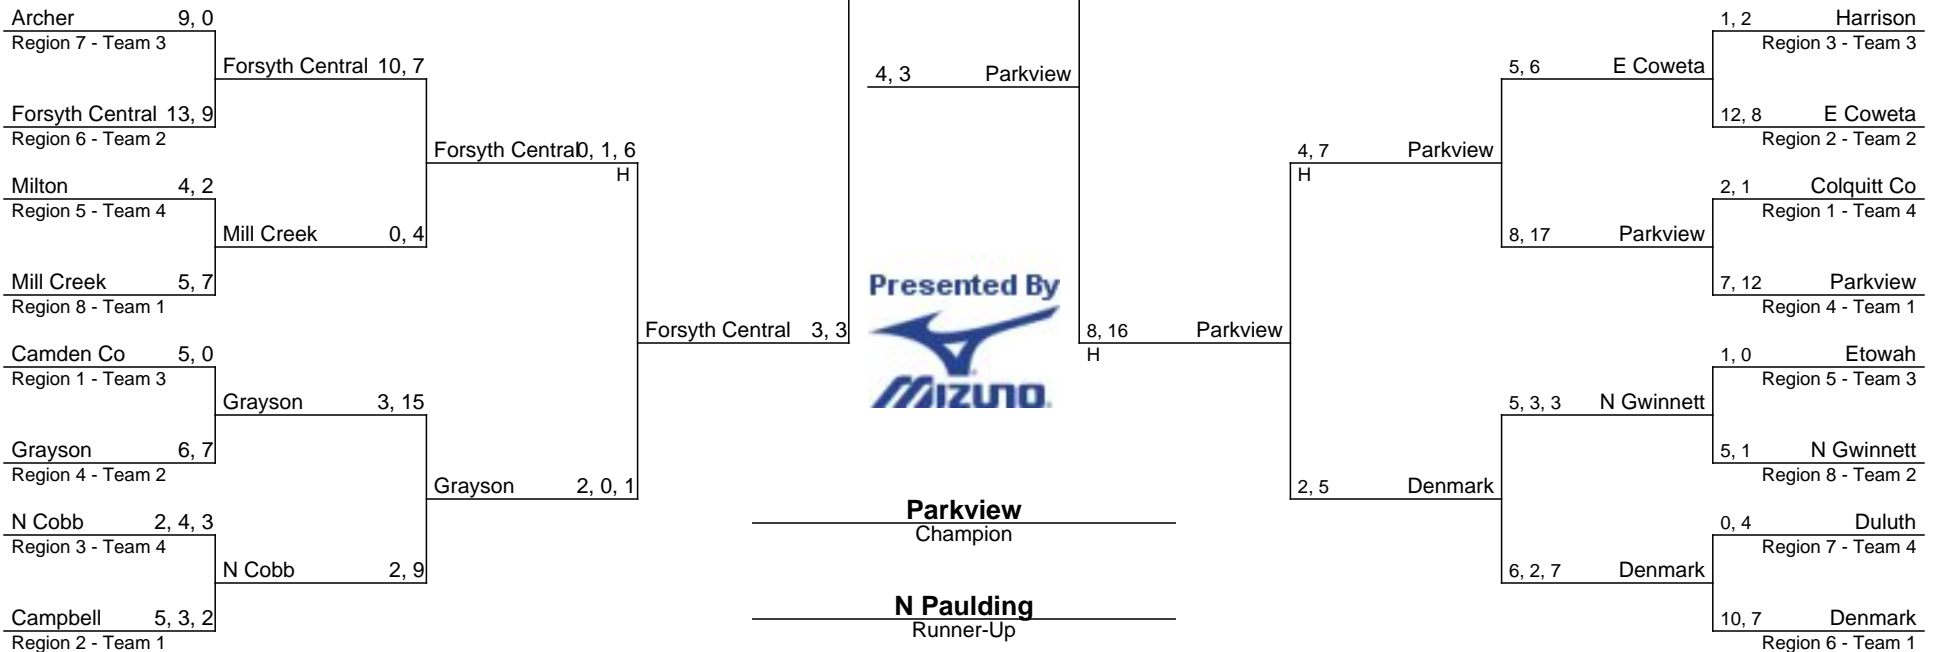 Archer 9, 0
Region 7 - Team 3
Forsyth Central 10, 7
Forsyth Central 13, 9
Region 6 - Team 2
Forsyth Central 0, 1, 6
H
Milton 4, 2
Region 5 - Team 4
Mill Creek 0, 4
Mill Creek 5, 7
Region 8 - Team 1
Forsyth Central 3, 3
Camden Co 5, 0
Region 1 - Team 3
Grayson 3, 15
Grayson 6, 7
Region 4 - Team 2
Grayson 2, 0, 1
N Cobb 2, 4, 3
Region 3 - Team 4
N Cobb 2, 9
Campbell 5, 3, 2
Region 2 - Team 1
4, 3 Parkview
Presented By
MIZUNO
Parkview
Champion
N Paulding
Runner-Up
8, 16 Parkview
H
4, 7 Parkview
H
2, 5 Denmark
5, 6 E Coweta
8, 17 Parkview
5, 3, 3 N Gwinnett
6, 2, 7 Denmark
1, 2 Harrison
Region 3 - Team 3
12, 8 E Coweta
Region 2 - Team 2
2, 1 Colquitt Co
Region 1 - Team 4
7, 12 Parkview
Region 4 - Team 1
1, 0 Etowah
Region 5 - Team 3
5, 1 N Gwinnett
Region 8 - Team 2
0, 4 Duluth
Region 7 - Team 4
10, 7 Denmark
Region 6 - Team 1